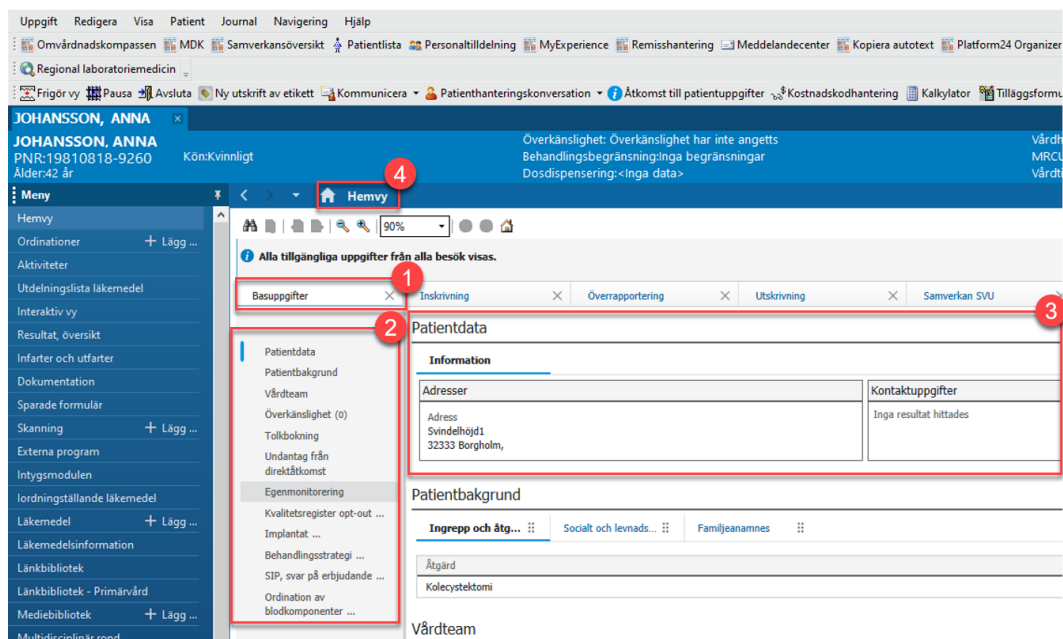 Uppgift Redigera Visa Patient Journal Navigering Hjälp
Omvårdnadskompassen MDK Samverkansöversikt Patientlista Personaltilldelning MyExperience Remisshantering Meddelandecenter Kopiera autotext Platform24 Organizer
Regional laboratoriemedicin
Frigör vy Pausa Avsluta Ny utskrift av etikett Kommunicera Patienthanteringskonversation Åtkomst till patientuppgifter Kostnadskodhantering Kalkylator Tilläggsformu
JOHANSSON, ANNA
JOHANSSON, ANNA Överkänslighet: Överkänslighet har inte angetts Vårdh
PNR:19810818-9260 Kön:Kvinnligt Behandlingsbegränsning:Inga begränsningar MRCU
Ålder:42 år Dosdispensering:<Inga data> Vårdti
4
Meny Hemvy
Hemvy
Ordinationer + Lägg ...
Aktiviteter
Utdelningslista läkemedel
Interaktiv vy
Resultat, översikt
Infarter och utfarter
Dokumentation
Sparade formulär
Skanning + Lägg ...
Externa program
Intygsmodulen
Iordningställande läkemedel
Läkemedel + Lägg ...
Läkemedelsinformation
Länkbibliotek
Länkbibliotek - Primärvård
Mediebibliotek + Lägg ...
Multidisciplinär rond
90%
Alla tillgängliga uppgifter från alla besök visas.
1
Basuppgifter Inskrivning Överrapportering Utskrivning Samverkan SVU
2
Patientdata
Patientbakgrund
Vårdteam
Överkänslighet (0)
Tolkbokning
Undantag från
direktåtkomst
Egenmonitorering
Kvalitetsregister opt-out ...
Implantat ...
Behandlingsstrategi ...
SIP, svar på erbjudande ...
Ordination av
blodkomponenter ...
3
Patientdata
Information
Adresser Kontaktuppgifter
Adress Inga resultat hittades
Svindelhöjd1
32333 Borgholm,
Patientbakgrund
Ingrepp och åtg... Socialt och levnads... Familjeanamnes
Åtgärd
Kolecystektomi
Vårdteam